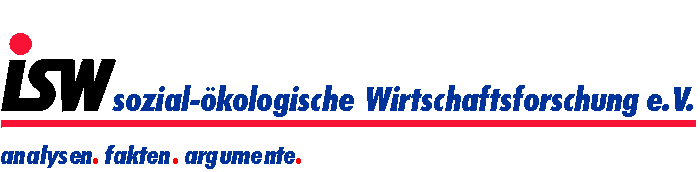 isw sozial-ökologische Wirtschaftsforschung e.V.
analysen. fakten. argumente.